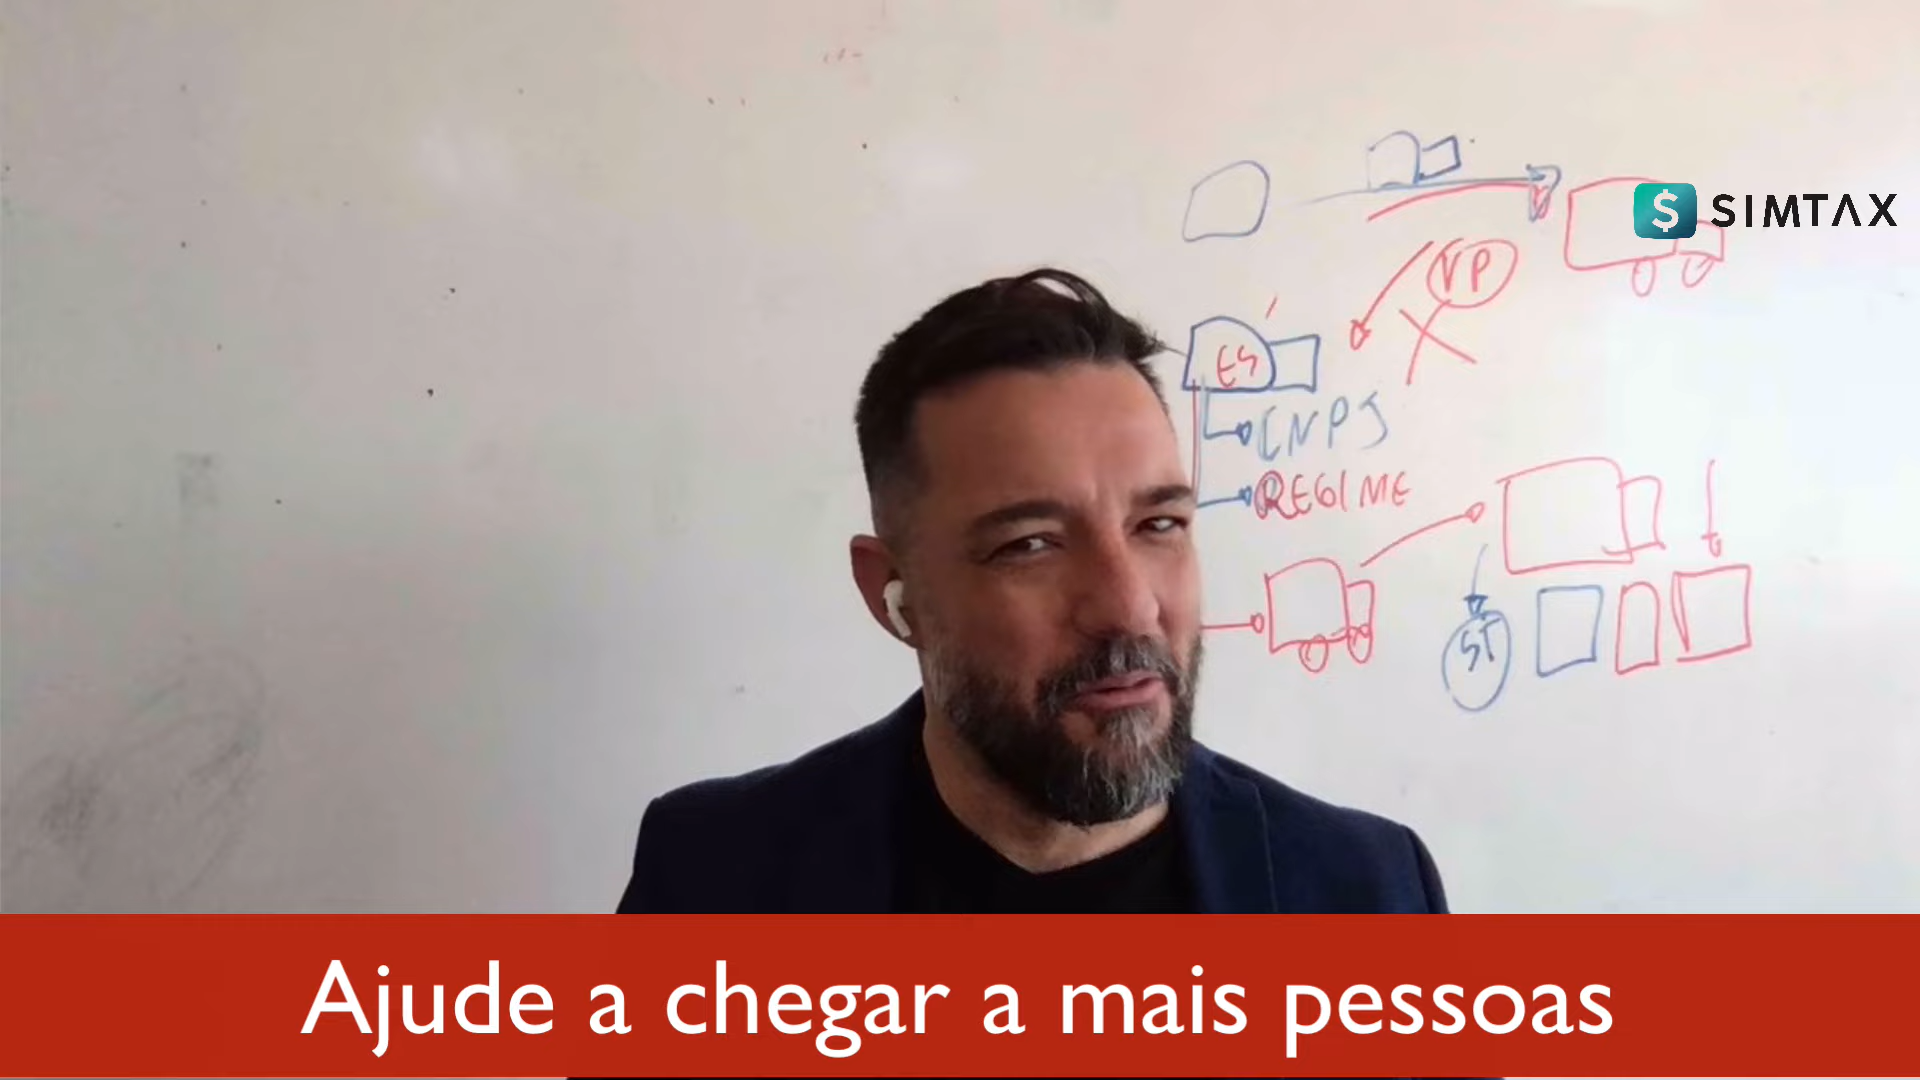 SIMTAX
VP
ES
CNPJ
REGIME
ST
Ajude a chegar a mais pessoas